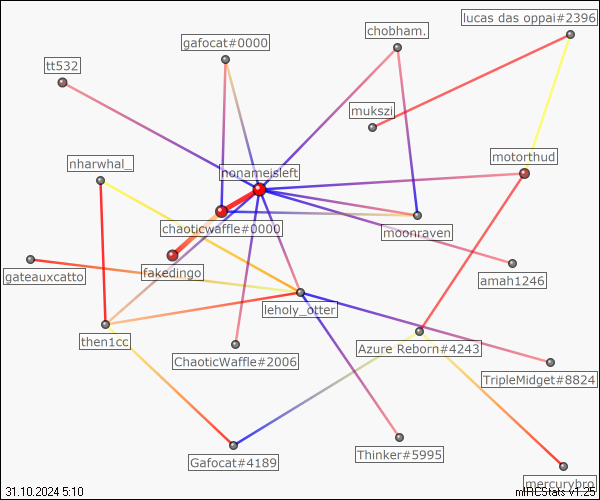 lucas das oppai#2396
chobham.
gafocat#0000
tt532
mukszi
nharwhal_
motorthud
nonameisleft
chaoticwaffle#0000
moonraven
fakedingo
gateauxcatto
amah1246
leholy_otter
then1cc
Azure Reborn#4243
ChaoticWaffle#2006
TripleMidget#8824
Thinker#5995
Gafocat#4189
mercurybro
31.10.2024 5:10
mIRCStats v1.25